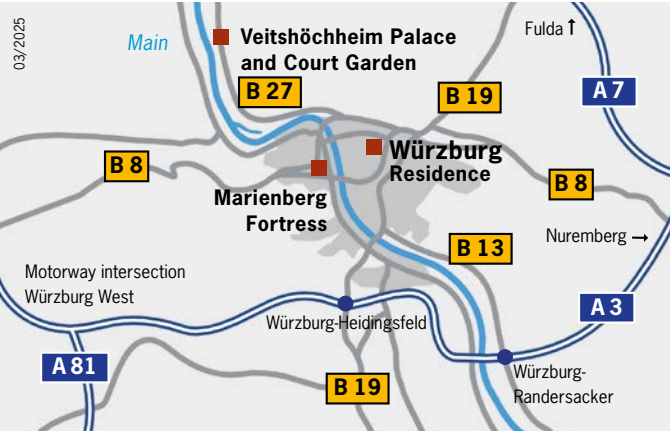 03/2025
Main
Veitshöchheim Palace
and Court Garden
Fulda ↑
B 27
B 19
A 7
Würzburg
Residence
B 8
B 8
Marienberg
Fortress
Nuremberg →
B 13
Motorway intersection
Würzburg West
Würzburg-Heidingsfeld
A 3
A 81
B 19
Würzburg-
Randersacker